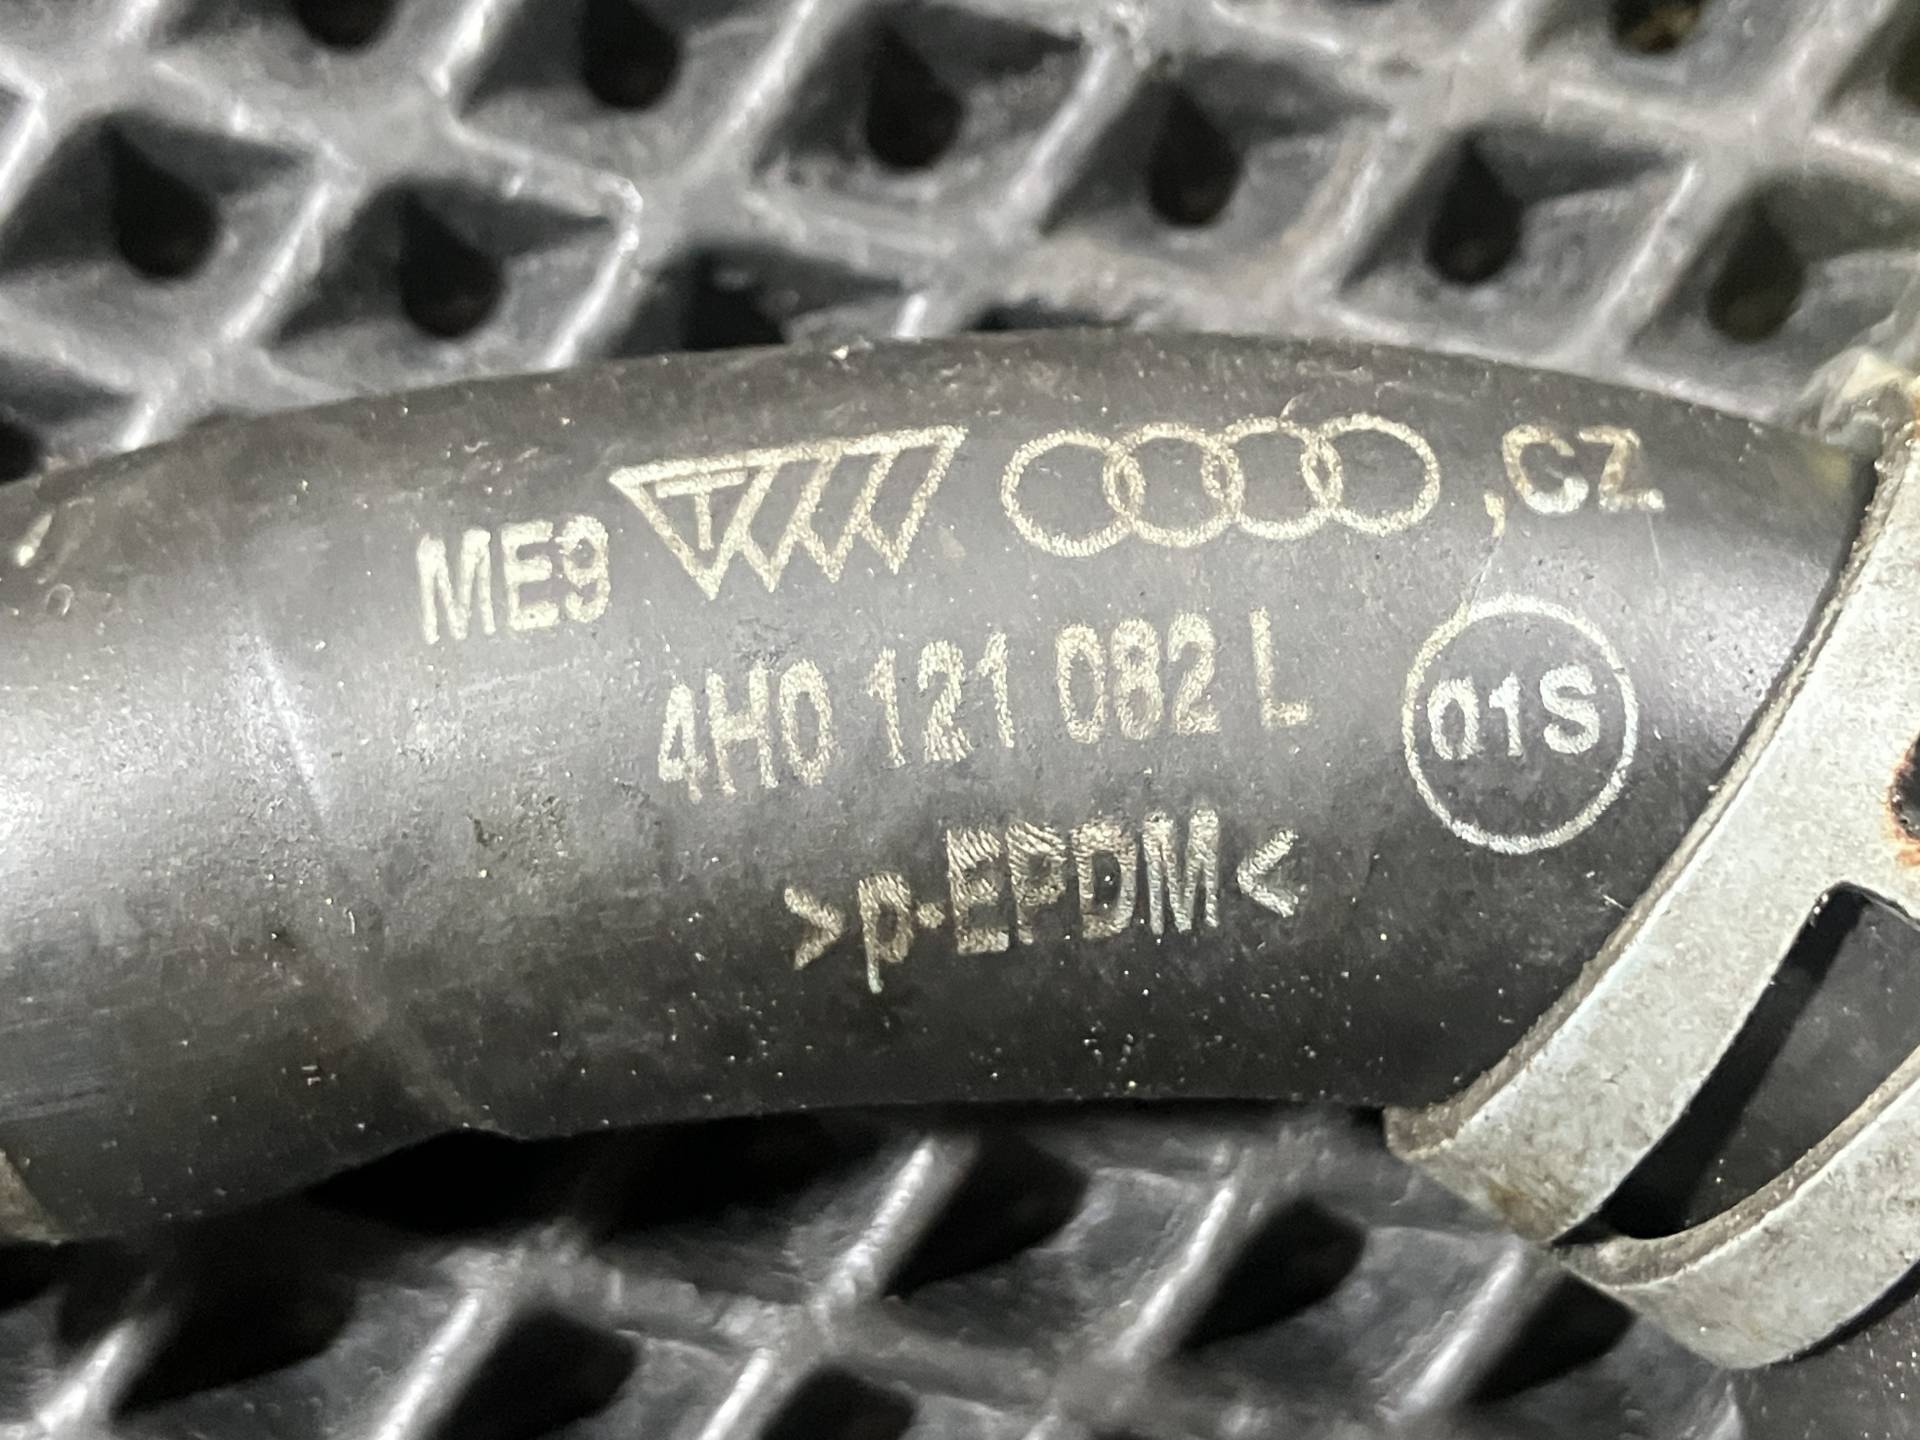 ME9 T ,CZ.
4H0 121 082 L
01S
>p-EPDM<